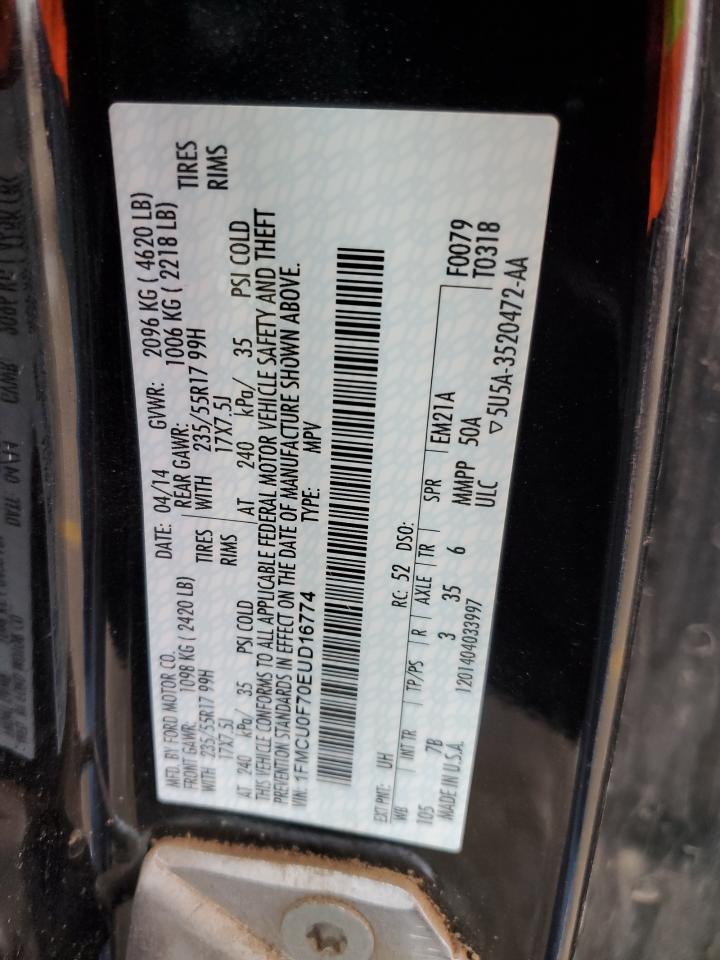 MFD. BY FORD MOTOR CO. DATE: 04/14 GVWR: 2096 KG ( 4620 LB)
FRONT GAWR: 1098 KG ( 2420 LB) REAR GAWR: 1006 KG ( 2218 LB)
WITH 235/55R17 99H TIRES WITH 235/55R17 99H TIRES
17X7.5J RIMS 17X7.5J RIMS
AT 240 kPa/ 35 PSI COLD AT 240 kPa/ 35 PSI COLD
THIS VEHICLE CONFORMS TO ALL APPLICABLE FEDERAL MOTOR VEHICLE SAFETY AND THEFT
PREVENTION STANDARDS IN EFFECT ON THE DATE OF MANUFACTURE SHOWN ABOVE.
VIN: 1FMCU0F70EUD16774 TYPE: MPV
EXT PNT: UH RC: 52 DSO: F0079
WB INT TR TP/PS R AXLE TR SPR EM21A T0318
105 7B 3 35 6 MMPP 50A
MADE IN U.S.A. 1201404033997 ULC ▽5U5A-3520472-AA